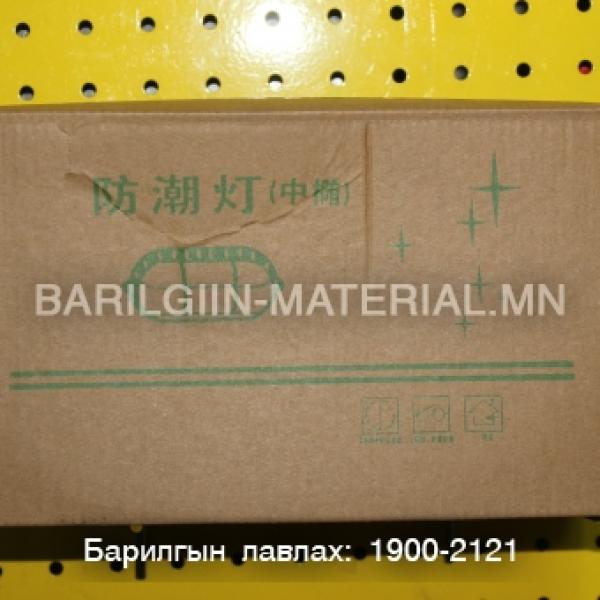 防潮灯(中椭)
BARILGIIN-MATERIAL.MN
Барилгын лавлах: 1900-2121